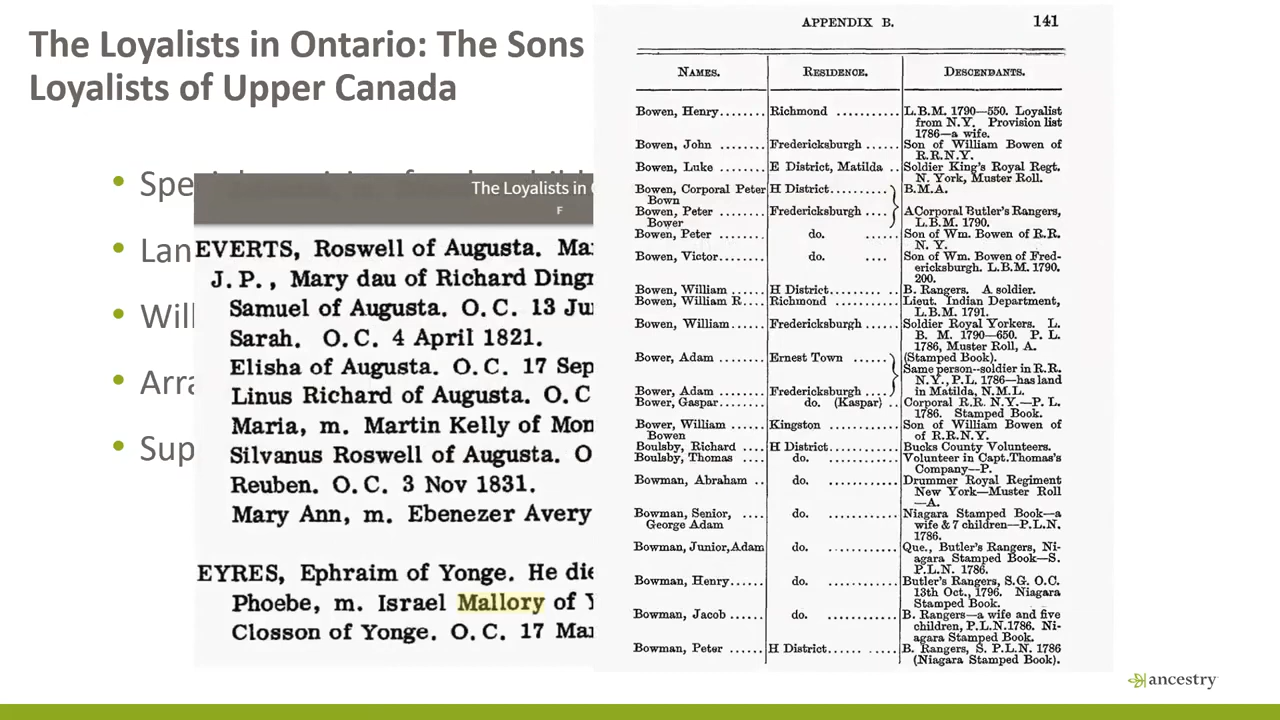 The Loyalists in Ontario: The Sons
Loyalists of Upper Canada
• Spe
• Lan
• Will
• Arra
• Sup
The Loyalists in
F
EVERTS, Roswell of Augusta. Ma
J. P., Mary dau of Richard Ding
Samuel of Augusta. O. C. 13 Ju
Sarah. O. C. 4 April 1821.
Elisha of Augusta. O. C. 17 Sep
Linus Richard of Augusta. O. C
Maria, m. Martin Kelly of Mon
Silvanus Roswell of Augusta. O
Reuben. O. C. 3 Nov 1831.
Mary Ann, m. Ebenezer Avery
EYRES, Ephraim of Yonge. He die
Phoebe, m. Israel Mallory of Y
Closson of Yonge. O. C. 17 Ma
APPENDIX B. 141
NAMES. RESIDENCE. DESCENDANTS.
Bowen, Henry........ Richmond ........... L.B.M. 1790—550. Loyalist
from N.Y. Provision list
1786—a wife.
Bowen, John ........ Fredericksburgh ...... Son of William Bowen of
R.R.N.Y.
Bowen, Luke ........ E District, Matilda .. Soldier King's Royal Regt.
N. York, Muster Roll.
Bowen, Corporal Peter H District.......... B.M.A.
Bown
Bowen, Peter ....... Fredericksburgh .... A Corporal Butler's Rangers,
Bower L.B.M. 1790.
Bowen, Peter ....... do. ...... Son of Wm. Bowen of R.R.
N. Y.
Bowen, Victor....... do. .... Son of Wm. Bowen of Fred-
ericksburgh. L.B.M. 1790.
200.
Bowen, William ..... H District........ .. B. Rangers. A soldier.
Bowen, William R.... Richmond ........... Lieut. Indian Department,
L.B.M. 1791.
Bowen, William...... Fredericksburgh ...... Soldier Royal Yorkers. L.
B. M. 1790—650. P. L.
1786, Muster Roll, A.
Bower, Adam ........ Ernest Town ...... (Stamped Book).
Same person--soldier in R.R.
N.Y., P.L. 1786—has land
Bower, Adam ........ Fredericksburgh .... in Matilda, N.M.L.
Bower, Gaspar....... do. (Kaspar) .. Corporal R.R. N.Y.—P. L.
1786. Stamped Book.
Bower, William ..... Kingston ........... Son of William Bowen of
Bowen of R.R.N.Y.
Boulsby, Richard .... H District.......... Bucks County Volunteers.
Boulsby, Thomas .... do. ........... Volunteer in Capt. Thomas's
Company—P.
Bowman, Abraham .. do. ........... Drummer Royal Regiment
New York—Muster Roll
—A.
Bowman, Senior, .... do. ........... Niagara Stamped Book—a
George Adam wife & 7 children—P.L.N.
1786.
Bowman, Junior, Adam do. ........... Que., Butler's Rangers, Ni-
agara Stamped Book—S.
P.L.N. 1786.
Bowman, Henry...... do. ........... Butler's Rangers, S.G. O.C.
13th Oct., 1796. Niagara
Stamped Book.
Bowman, Jacob ..... do. ........... B. Rangers—a wife and five
children, P.L.N. 1786. Ni-
agara Stamped Book.
Bowman, Peter ...... H District...... ..... B. Rangers, S. P.L.N. 1786
(Niagara Stamped Book).
ancestry